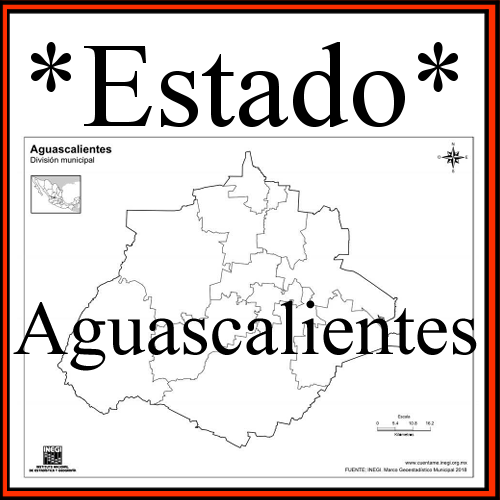 *Estado*
Aguascalientes
División municipal
N
O
E
S
Aguascalientes
Escala
0 5.4 10.8 16.2
Kilómetros
INEGI
INSTITUTO NACIONAL
DE ESTADÍSTICA Y GEOGRAFÍA
www.cuentame.inegi.org.mx
FUENTE: INEGI. Marco Geoestadístico Municipal 2018